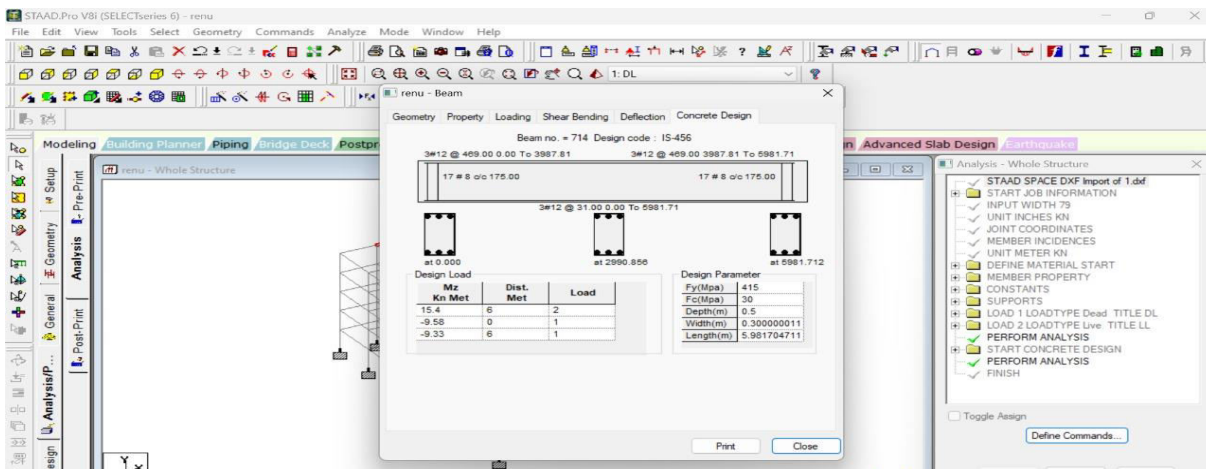 STAAD.Pro V8i (SELECTseries 6) - renu
File Edit View Tools Select Geometry Commands Analyze Mode Window Help
1: DL
Modeling Building Planner Piping Bridge Deck Postpr
n Advanced Slab Design Earthquake
Setup
Geometry
General
Analysis/P...
esign
Pre-Print
Analysis
Post-Print
renu - Whole Structure
Y
x
renu - Beam
Geometry Property Loading Shear Bending Deflection Concrete Design
Beam no. = 714 Design code : IS-456
3#12 @ 469.00 0.00 To 3987.81 3#12 @ 469.00 3987.81 To 5981.71
17 # 8 c/c 175.00 17 # 8 c/c 175.00
3#12 @ 31.00 0.00 To 5981.71
at 0.000 at 2990.856 at 5981.712
Design Load
Mz Kn Met Dist. Met Load
15.4 6 2
-9.58 0 1
-9.33 6 1
Design Parameter
Fy(Mpa) 415
Fc(Mpa) 30
Depth(m) 0.5
Width(m) 0.300000011
Length(m) 5.981704711
Print Close
Analysis - Whole Structure
STAAD SPACE DXF Import of 1.dxf
START JOB INFORMATION
INPUT WIDTH 79
UNIT INCHES KN
JOINT COORDINATES
MEMBER INCIDENCES
UNIT METER KN
DEFINE MATERIAL START
MEMBER PROPERTY
CONSTANTS
SUPPORTS
LOAD 1 LOADTYPE Dead TITLE DL
LOAD 2 LOADTYPE Live TITLE LL
PERFORM ANALYSIS
START CONCRETE DESIGN
PERFORM ANALYSIS
FINISH
Toggle Assign
Define Commands...